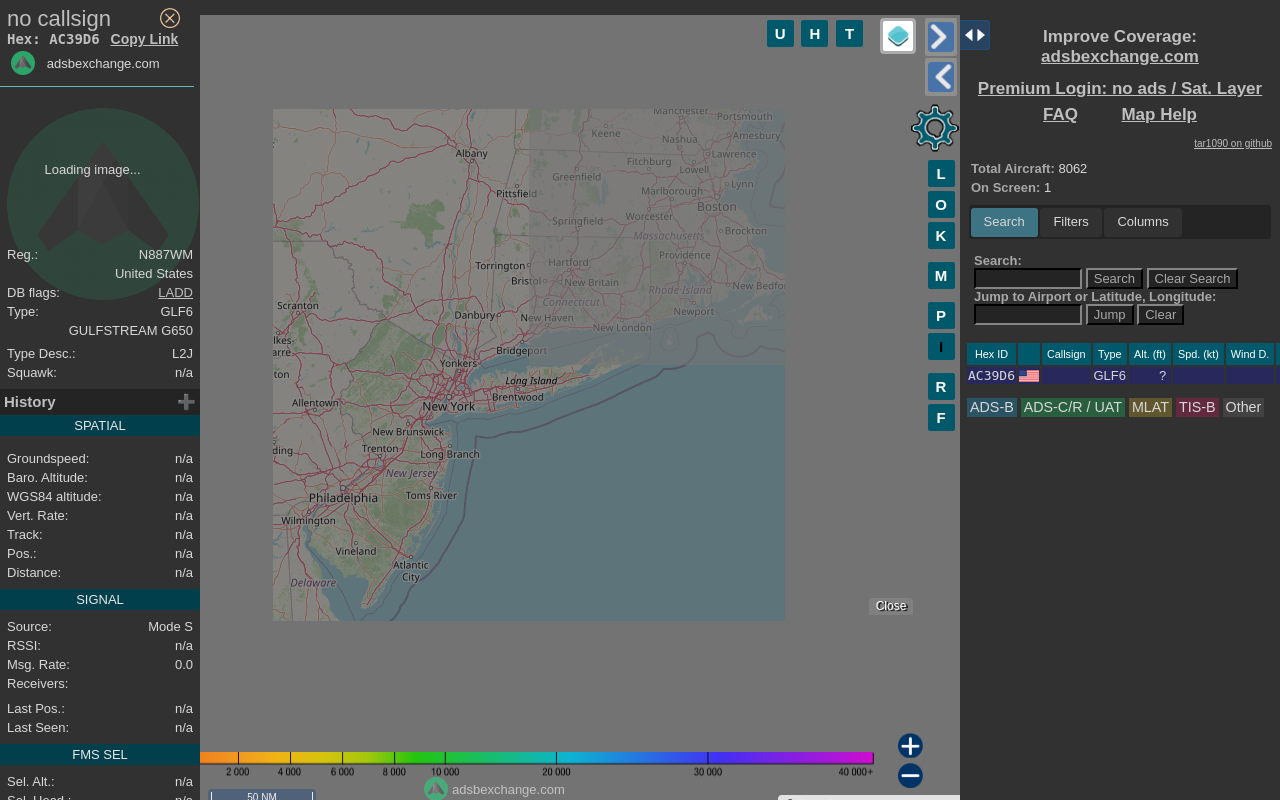 no callsign
Hex: AC39D6 Copy Link
adsbexchange.com
Loading image...
Reg.: N887WM
United States
DB flags: LADD
Type: GLF6
GULFSTREAM G650
Type Desc.: L2J
Squawk: n/a
History
SPATIAL
Groundspeed: n/a
Baro. Altitude: n/a
WGS84 altitude: n/a
Vert. Rate: n/a
Track: n/a
Pos.: n/a
Distance: n/a
SIGNAL
Source: Mode S
RSSI: n/a
Msg. Rate: 0.0
Receivers:
Last Pos.: n/a
Last Seen: n/a
FMS SEL
Sel. Alt.: n/a
Sel. Head.: n/a
U H T
L
O
K
M
P
I
R
F
Manchester
Portsmouth
Keene
Nashua
Amesbury
Albany
Fitchburg
Lawrence
Greenfield
Lowell
Lynn
Pittsfield
Marlborough
Boston
Springfield
Worcester
Massachusetts
Brockton
Providence
Torrington
Hartford
Bristol
New Britain
Rhode Island
New Bedfo
Connecticut
Scranton
Danbury
New Haven
Newport
New London
lkes-
arre
Bridgeport
Yonkers
ton
Long Island
Allentown
New York
Brentwood
New Brunswick
ding
Trenton
Long Branch
New Jersey
Philadelphia
Toms River
Wilmington
Vineland
Atlantic
City
Delaware
Close
2 000 4 000 6 000 8 000 10 000 20 000 30 000 40 000+
adsbexchange.com
50 NM
Improve Coverage:
adsbexchange.com
Premium Login: no ads / Sat. Layer
FAQ Map Help
tar1090 on github
Total Aircraft: 8062
On Screen: 1
Search Filters Columns
Search:
Search Clear Search
Jump to Airport or Latitude, Longitude:
Jump Clear
Hex ID Callsign Type Alt. (ft) Spd. (kt) Wind D.
AC39D6 GLF6 ?
ADS-B ADS-C/R / UAT MLAT TIS-B Other